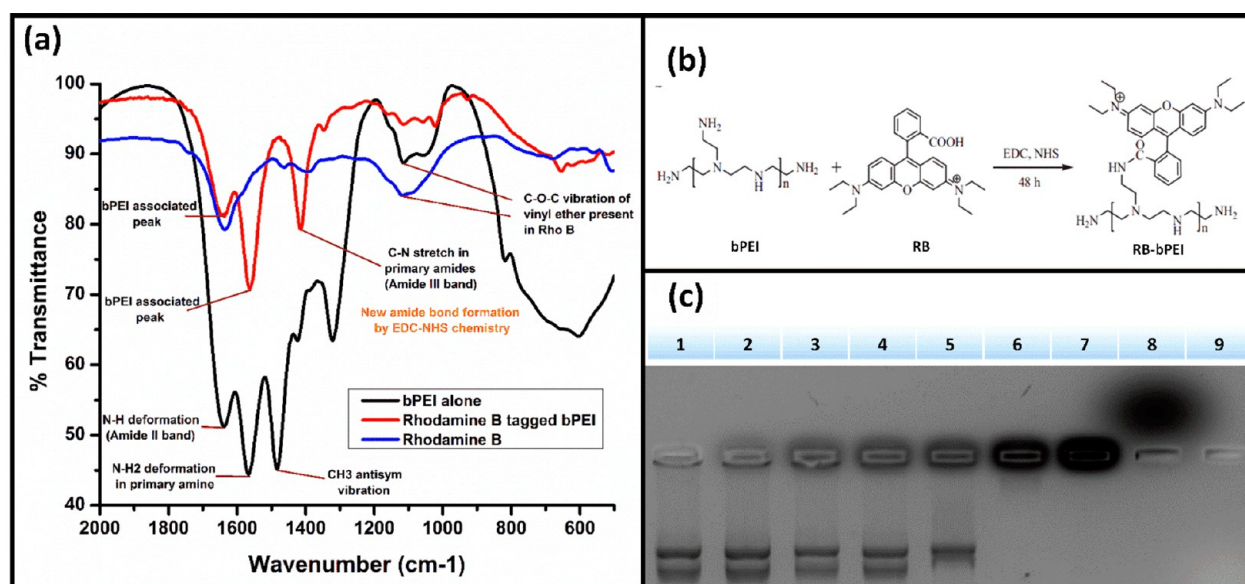 (a)
100
90
80
70
60
50
40
% Transmittance
2000 1800 1600 1400 1200 1000 800 600
Wavenumber (cm-1)
bPEI associated
peak
bPEI associated
peak
N-H deformation
(Amide II band)
N-H2 deformation
in primary amino
CH3 antisym
vibration
C-N stretch in
primary amides
(Amide III band)
New amide bond formation
by EDC-NHS chemistry
C-O-C vibration of
vinyl ether present
in Rho B
bPEI alone
Rhodamine B tagged bPEI
Rhodamine B
(b)
NH2
H2N
N
N
H
n
NH2
bPEI
+
COOH
N
O
N
⊕
RB
EDC, NHS
48 h
⊕
N
O
N
O
C
HN
H2N
N
NH
n
NH2
RB-bPEI
(c)
1 2 3 4 5 6 7 8 9